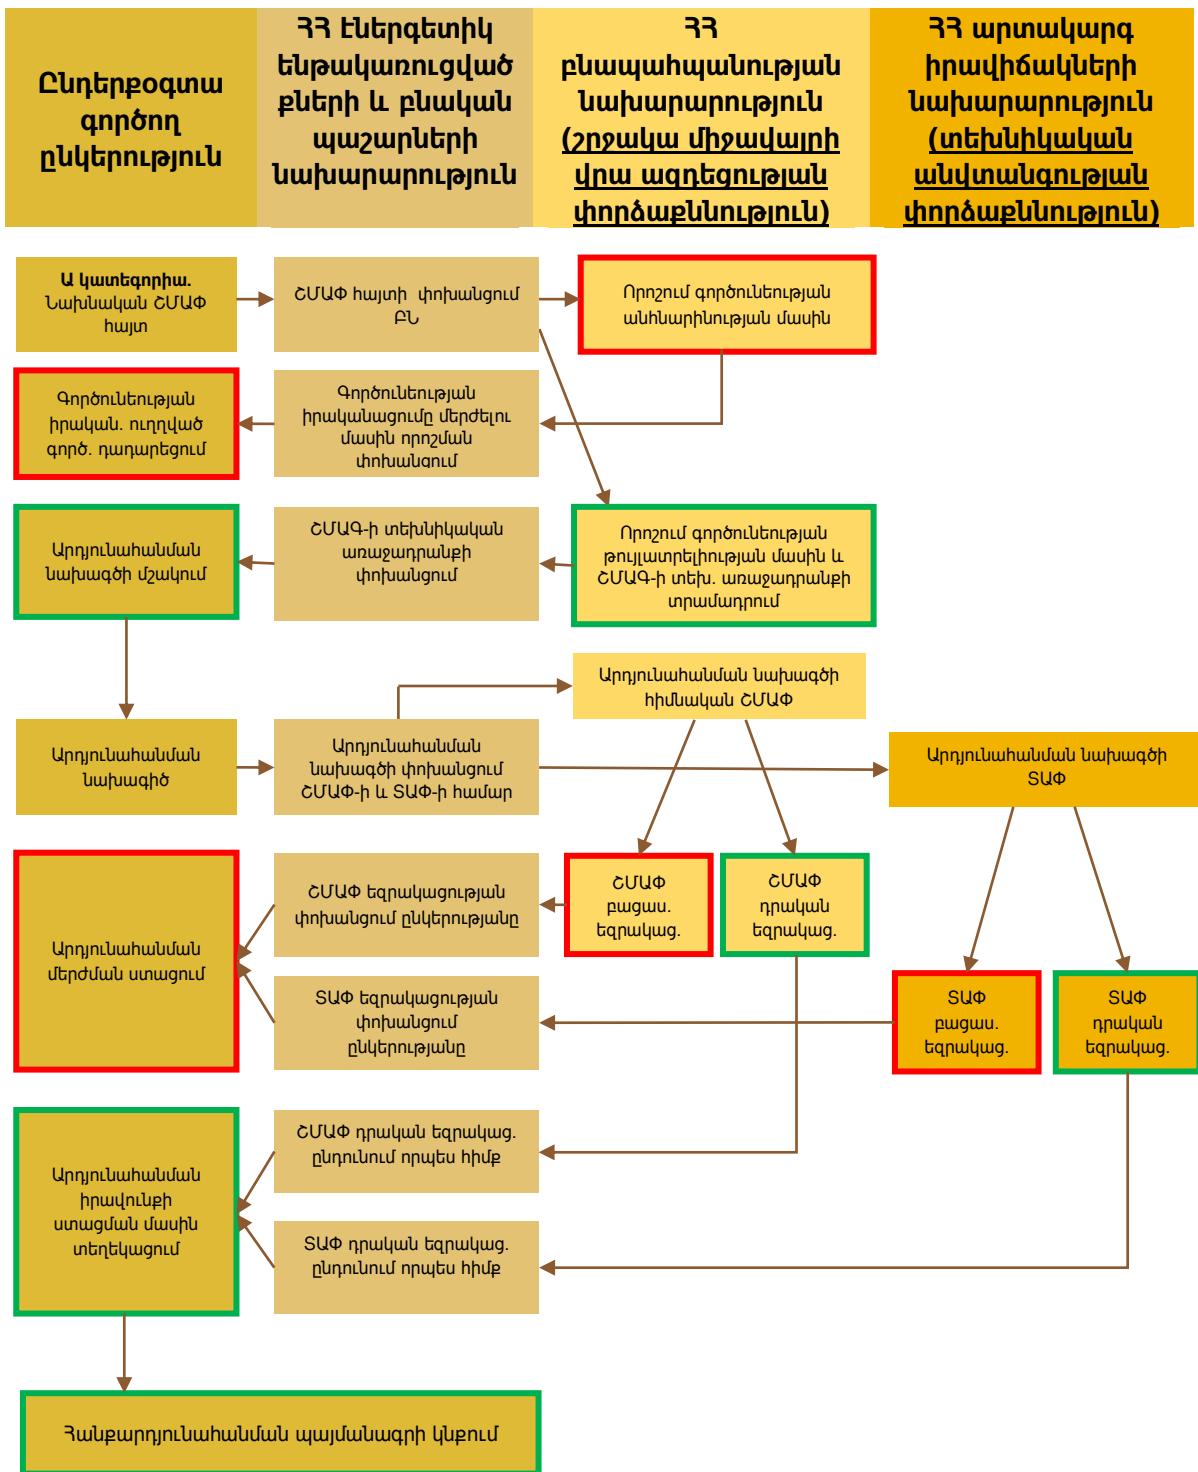 Ընդերքօգտա
գործող
ընկերություն
ՀՀ էներգետիկ
ենթակառուցված
քների և բնական
պաշարների
նախարարություն
ՀՀ
բնապահպանության
նախարարություն
(շրջակա միջավայրի
վրա ազդեցության
փորձաքննություն)
ՀՀ արտակարգ
իրավիճակների
նախարարություն
(տեխնիկական
անվտանգության
փորձաքննություն)
Ա կատեգորիա.
Նախնական ՇՄԱՓ
հայտ
ՇՄԱՓ հայտի փոխանցում
ԲՆ
Որոշում գործունեության
անհնարինության մասին
Գործունեության
իրական. ուղղված
գործ. դադարեցում
Գործունեության
իրականացումը մերժելու
մասին որոշման
փոխանցում
Արդյունահանման
նախագծի մշակում
ՇՄԱԳ-ի տեխնիկական
առաջադրանքի
փոխանցում
Որոշում գործունեության
թույլատրելիության մասին և
ՇՄԱԳ-ի տեխ. առաջադրանքի
տրամադրում
Արդյունահանման նախագծի
հիմնական ՇՄԱՓ
Արդյունահանման
նախագիծ
Արդյունահանման
նախագծի փոխանցում
ՇՄԱՓ-ի և ՏԱՓ-ի համար
Արդյունահանման նախագծի
ՏԱՓ
Արդյունահանման
մերժման ստացում
ՇՄԱՓ եզրակացության
փոխանցում ընկերությանը
ՇՄԱՓ
բացաս.
եզրակաց.
ՇՄԱՓ
դրական
եզրակաց.
ՏԱՓ եզրակացության
փոխանցում
ընկերությանը
ՏԱՓ
բացաս.
եզրակաց.
ՏԱՓ
դրական
եզրակաց.
Արդյունահանման
իրավունքի
ստացման մասին
տեղեկացում
ՇՄԱՓ դրական եզրակաց.
ընդունում որպես հիմք
ՏԱՓ դրական եզրակաց.
ընդունում որպես հիմք
Հանքարդյունահանման պայմանագրի կնքում